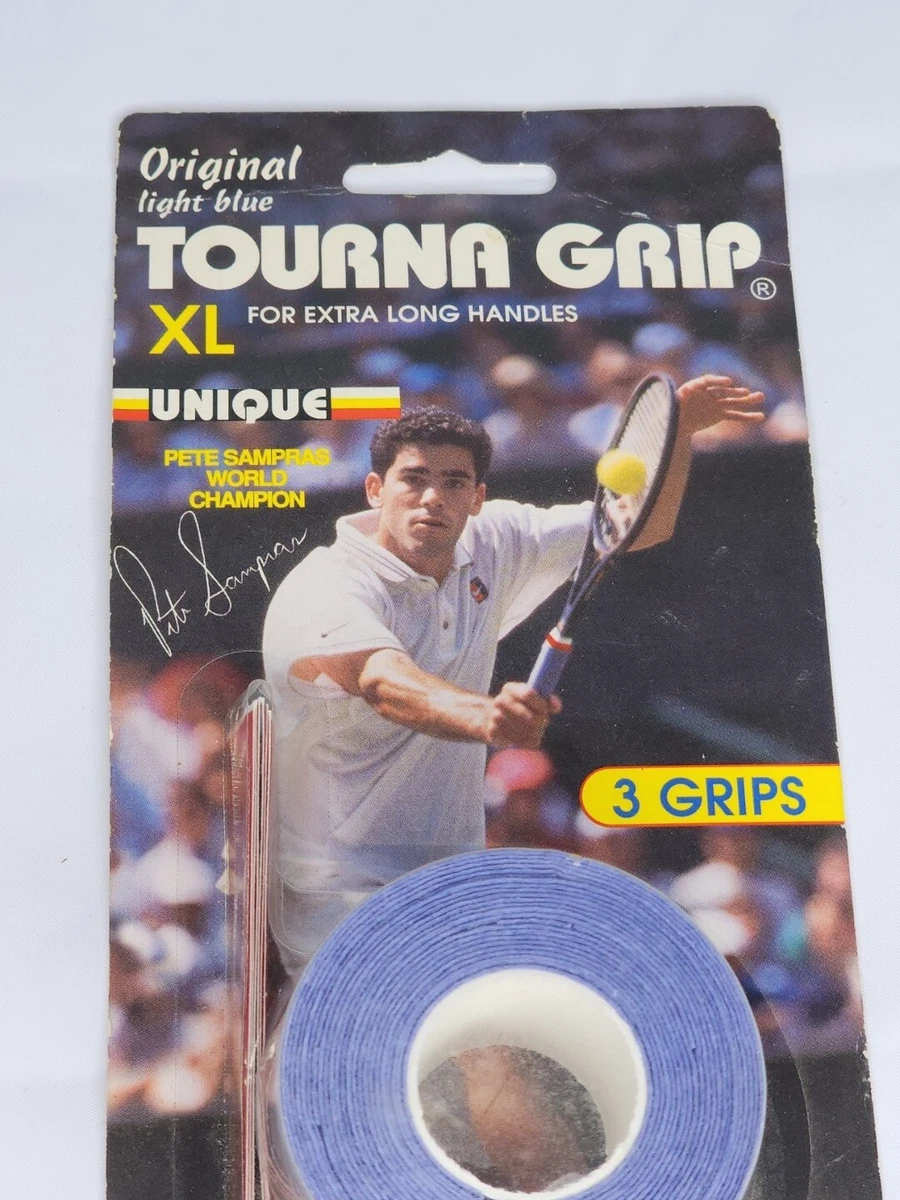 Original
light blue
TOURNA GRIP®
XL FOR EXTRA LONG HANDLES
UNIQUE
PETE SAMPRAS
WORLD
CHAMPION
Pete Sampras
3 GRIPS